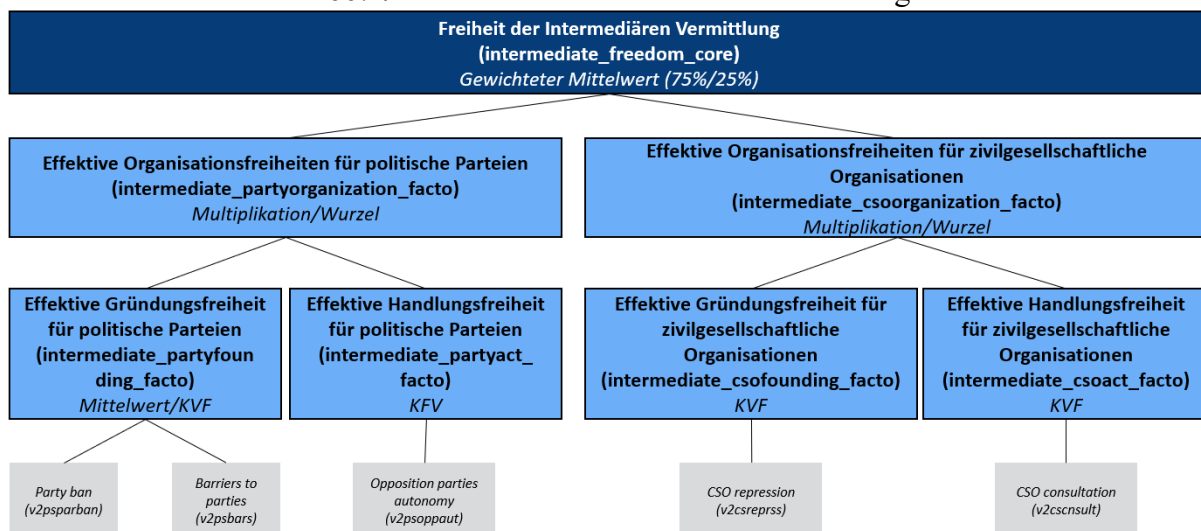 Freiheit der Intermediären Vermittlung
(intermediate_freedom_core)
Gewichteter Mittelwert (75%/25%)
Effektive Organisationsfreiheiten für politische Parteien
(intermediate_partyorganization_facto)
Multiplikation/Wurzel
Effektive Organisationsfreiheiten für zivilgesellschaftliche
Organisationen
(intermediate_csoorganization_facto)
Multiplikation/Wurzel
Effektive Gründungsfreiheit
für politische Parteien
(intermediate_partyfoun
ding_facto)
Mittelwert/KVF
Effektive Handlungsfreiheit
für politische Parteien
(intermediate_partyact_
facto)
KFV
Effektive Gründungsfreiheit für
zivilgesellschaftliche
Organisationen
(intermediate_csofounding_facto)
KVF
Effektive Handlungsfreiheit
für zivilgesellschaftliche
Organisationen
(intermediate_csoact_facto)
KVF
Party ban
(v2psparban)
Barriers to
parties
(v2psbars)
Opposition parties
autonomy
(v2psoppaut)
CSO repression
(v2csreprss)
CSO consultation
(v2cscnsult)